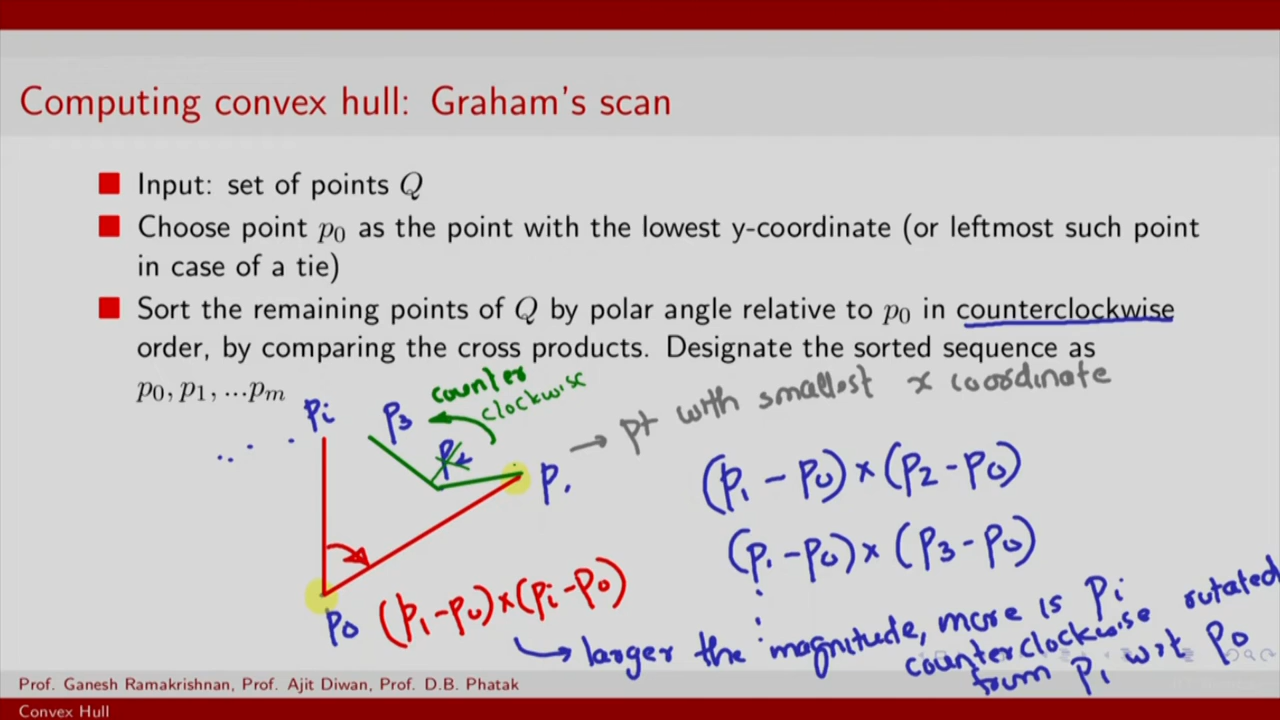 Computing convex hull: Graham's scan
Input: set of points Q
Choose point p0 as the point with the lowest y-coordinate (or leftmost such point
in case of a tie)
Sort the remaining points of Q by polar angle relative to p0 in counterclockwise
order, by comparing the cross products. Designate the sorted sequence as
p0, p1, ...pm
counter
clockwise
→ pt with smallest x coordinate
pi
p3
p2
p1
(p1 - p0) × (p2 - p0)
(p1 - p0) × (p3 - p0)
p0
(p1-p0)×(pi-p0)
larger the magnitude, more is pi
counterclockwise rotated
from p1 wrt p0
Prof. Ganesh Ramakrishnan, Prof. Ajit Diwan, Prof. D.B. Phatak
Convex Hull